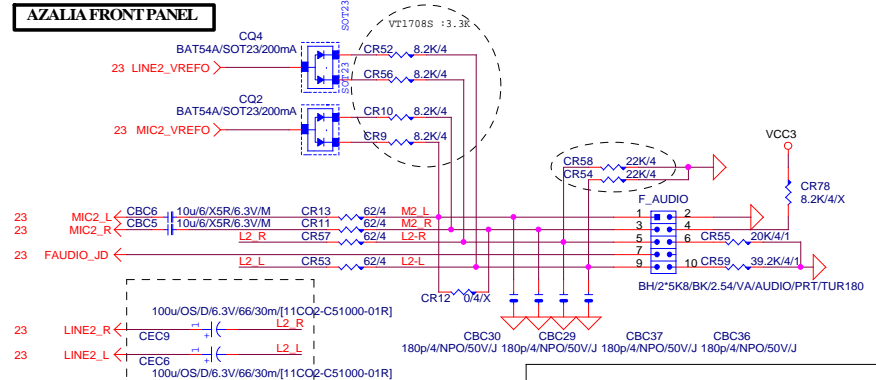 AZALIA FRONT PANEL
SOT23
VT1708S :3.3K
CQ4
BAT54A/SOT23/200mA
CR52 8.2K/4
23 LINE2_VREFO
CR56 8.2K/4
SOT23
CQ2
BAT54A/SOT23/200mA
CR10 8.2K/4
23 MIC2_VREFO
CR9 8.2K/4
VCC3
CR58 22K/4
CR54 22K/4
CR78
8.2K/4/X
F_AUDIO
23 MIC2_L CBC6 10u/6/X5R/6.3V/M CR13 62/4 M2_L 1 2
23 MIC2_R CBC5 10u/6/X5R/6.3V/M CR11 62/4 M2_R 3 4
L2_R CR57 62/4 L2-R 5 6 CR55 20K/4/1
23 FAUDIO_JD 7
L2_L CR53 62/4 L2-L 9 10 CR59 39.2K/4/1
BH/2*5K8/BK/2.54/VA/AUDIO/PRT/TUR180
CR12 0/4/X
100u/OS/D/6.3V/66/30m/[11CO2-C51000-01R]
23 LINE2_R 1 + L2_R
CEC9
CBC30 CBC29 CBC37 CBC36
180p/4/NPO/50V/J 180p/4/NPO/50V/J 180p/4/NPO/50V/J 180p/4/NPO/50V/J
23 LINE2_L 1 + L2_L
CEC6
100u/OS/D/6.3V/66/30m/[11CO2-C51000-01R]